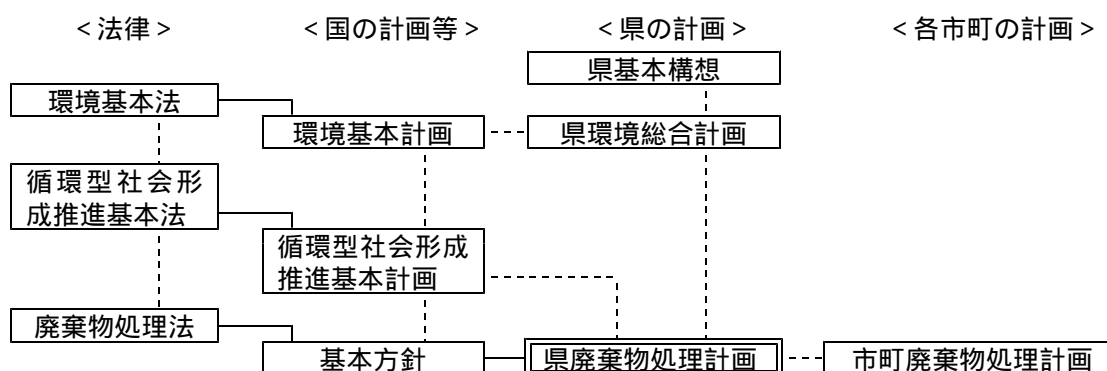 <法律>
<国の計画等>
<県の計画>
<各市町の計画>
県基本構想
環境基本法
環境基本計画
県環境総合計画
循環型社会形
成推進基本法
循環型社会形成
推進基本計画
廃棄物処理法
基本方針
県廃棄物処理計画
市町廃棄物処理計画